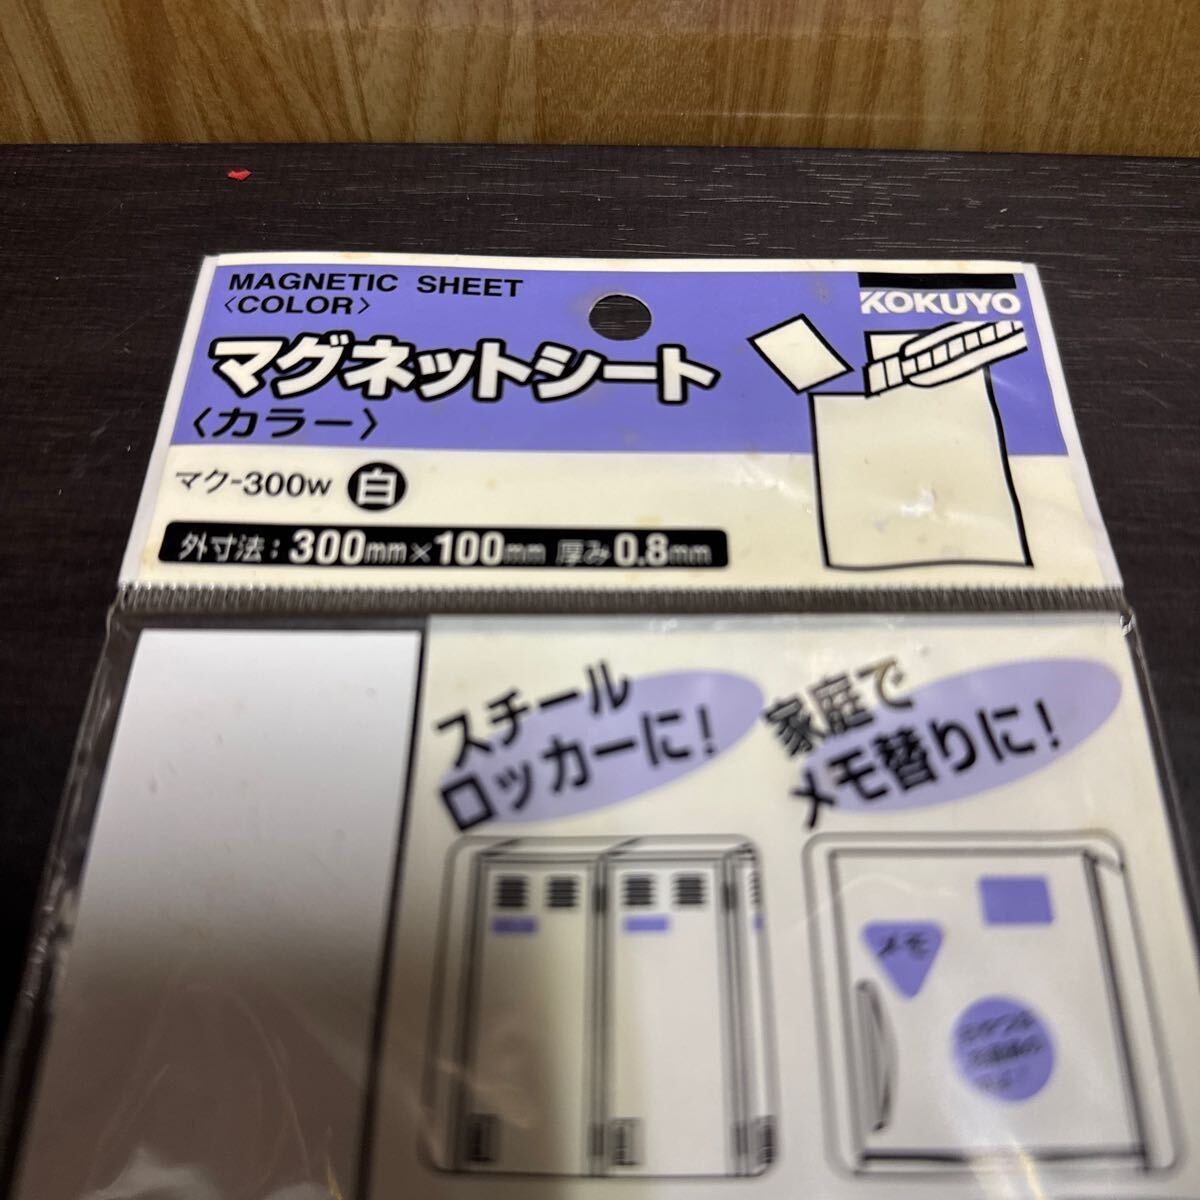 MAGNETIC SHEET
〈COLOR〉
KOKUYO
マグネットシート
〈カラー〉
マク-300W 白
外寸法：300mm×100mm 厚み0.8mm
スチール
ロッカーに！
家庭で
メモ替りに！
メモ